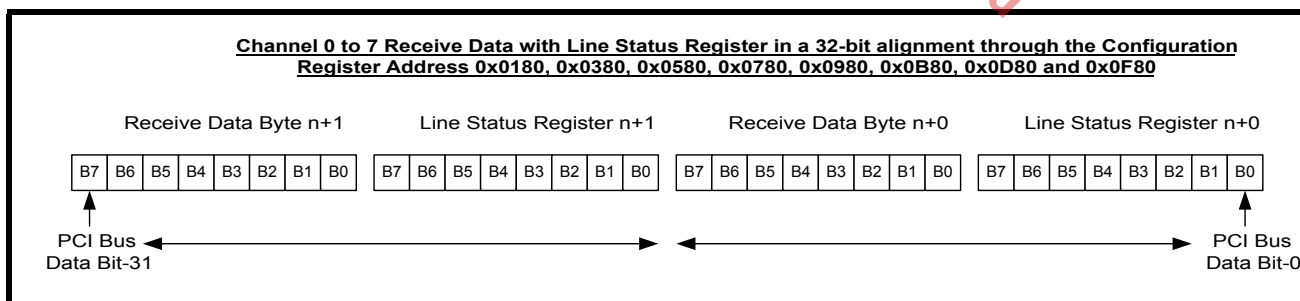 Channel 0 to 7 Receive Data with Line Status Register in a 32-bit alignment through the Configuration
Register Address 0x0180, 0x0380, 0x0580, 0x0780, 0x0980, 0x0B80, 0x0D80 and 0x0F80
Receive Data Byte n+1 Line Status Register n+1 Receive Data Byte n+0 Line Status Register n+0
B7 B6 B5 B4 B3 B2 B1 B0 B7 B6 B5 B4 B3 B2 B1 B0 B7 B6 B5 B4 B3 B2 B1 B0 B7 B6 B5 B4 B3 B2 B1 B0
PCI Bus PCI Bus
Data Bit-31 Data Bit-0